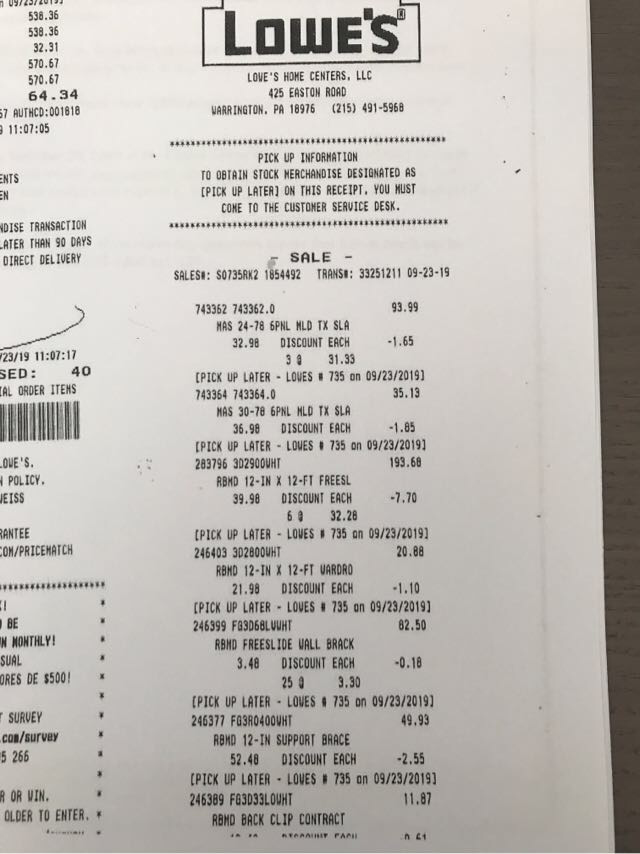 538.36
538.36
32.31
570.67
570.67
64.34
AUTHCD:001818
11:07:05
NDISE TRANSACTION
LATER THAN 90 DAYS
DIRECT DELIVERY
/23/19 11:07:17
SED: 40
IAL ORDER ITEMS
LOWE'S.
N POLICY.
WEISS
RANTEE
COM/PRICEMATCH
*********************
! *
O BE *
N MONTHLY! *
SUAL *
ORES DE $500! *
*
T SURVEY *
.com/survey *
5 266 *
*
R OR WIN. *
OLDER TO ENTER. *
LOWE'S®
LOWE'S HOME CENTERS, LLC
425 EASTON ROAD
WARRINGTON, PA 18976 (215) 491-5968
**************************************************
PICK UP INFORMATION
TO OBTAIN STOCK MERCHANDISE DESIGNATED AS
[PICK UP LATER] ON THIS RECEIPT, YOU MUST
COME TO THE CUSTOMER SERVICE DESK.
**************************************************
- SALE -
SALES#: S0735RK2 1854492 TRANS#: 33251211 09-23-19
743362 743362.0 93.99
MAS 24-78 6PNL MLD TX SLA
32.98 DISCOUNT EACH -1.65
3 @ 31.33
[PICK UP LATER - LOWES # 735 on 09/23/2019]
743364 743364.0 35.13
MAS 30-78 6PNL MLD TX SLA
36.98 DISCOUNT EACH -1.85
[PICK UP LATER - LOWES # 735 on 09/23/2019]
283796 3D2900WHT 193.68
RBMD 12-IN X 12-FT FREESL
39.98 DISCOUNT EACH -7.70
6 @ 32.28
[PICK UP LATER - LOWES # 735 on 09/23/2019]
246403 3D2800WHT 20.88
RBMD 12-IN X 12-FT WARDRO
21.98 DISCOUNT EACH -1.10
[PICK UP LATER - LOWES # 735 on 09/23/2019]
246399 FG3D68LWWHT 82.50
RBMD FREESLIDE WALL BRACK
3.48 DISCOUNT EACH -0.18
25 @ 3.30
[PICK UP LATER - LOWES # 735 on 09/23/2019]
246377 FG3R0400WHT 49.93
RBMD 12-IN SUPPORT BRACE
52.48 DISCOUNT EACH -2.55
[PICK UP LATER - LOWES # 735 on 09/23/2019]
246389 FG3D33LOWHT 11.87
RBMD BACK CLIP CONTRACT